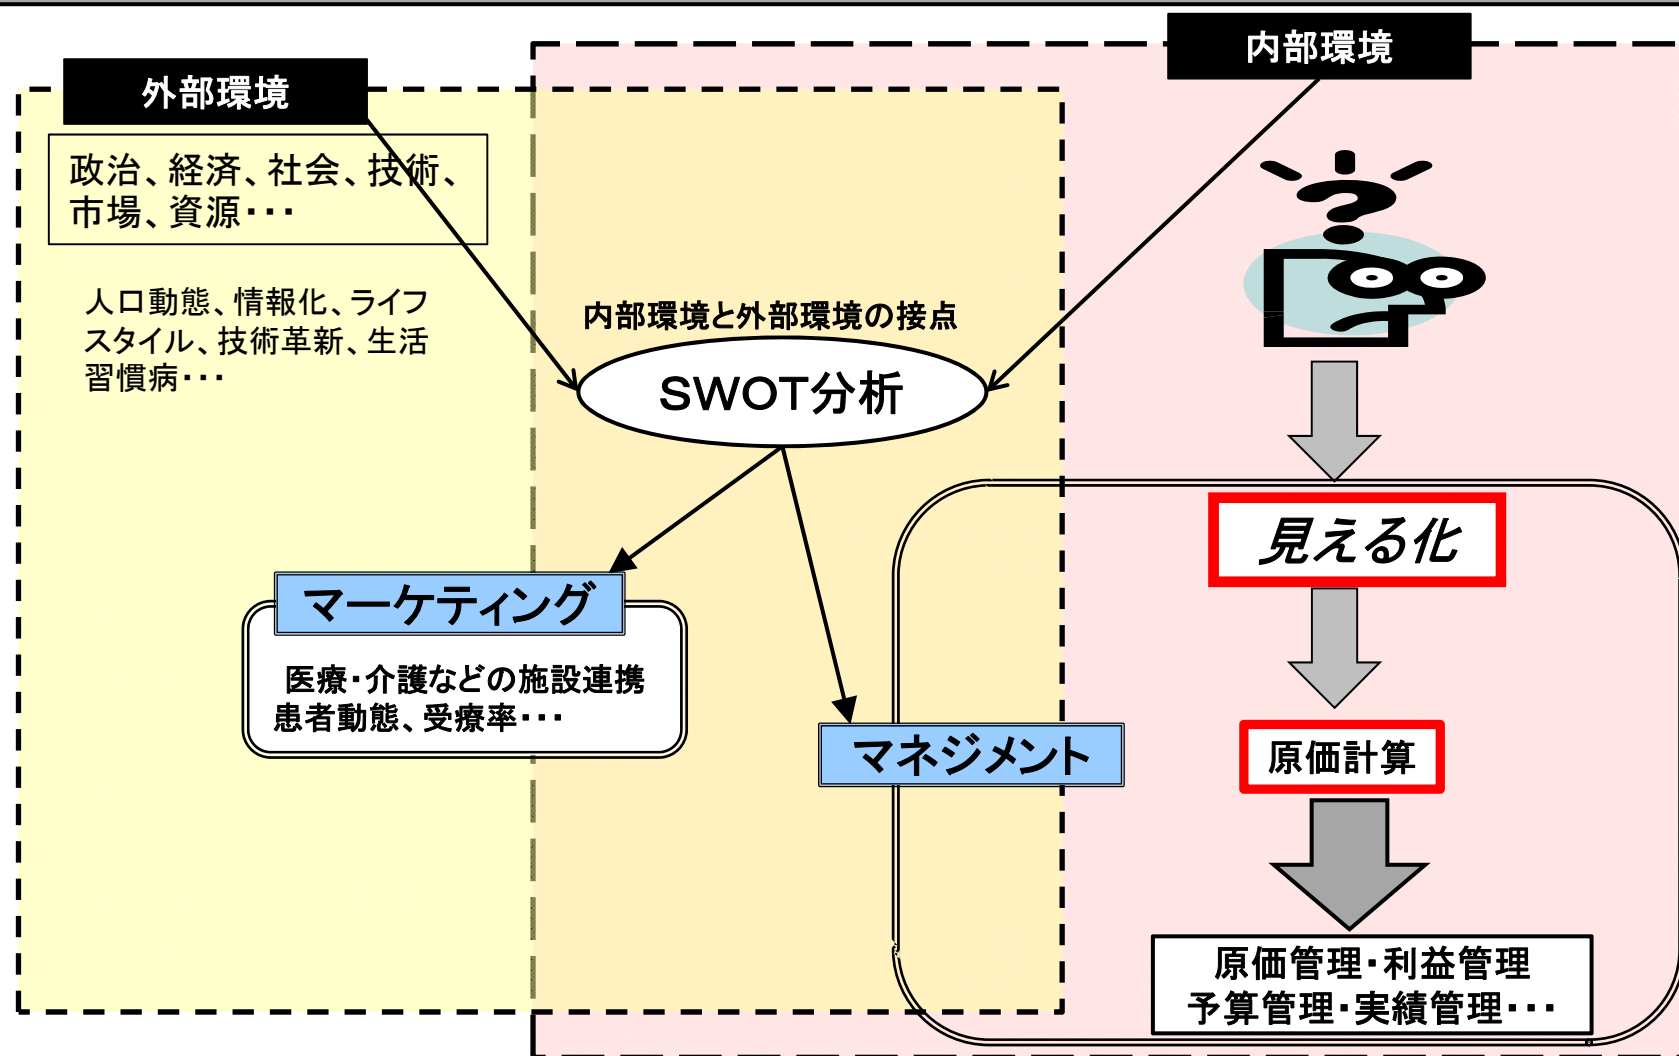 内部環境
外部環境
政治、経済、社会、技術、
市場、資源・・・
人口動態、情報化、ライフ
スタイル、技術革新、生活
習慣病・・・
内部環境と外部環境の接点
SWOT分析
見える化
マーケティング
医療・介護などの施設連携
患者動態、受療率・・・
マネジメント
原価計算
原価管理・利益管理
予算管理・実績管理・・・